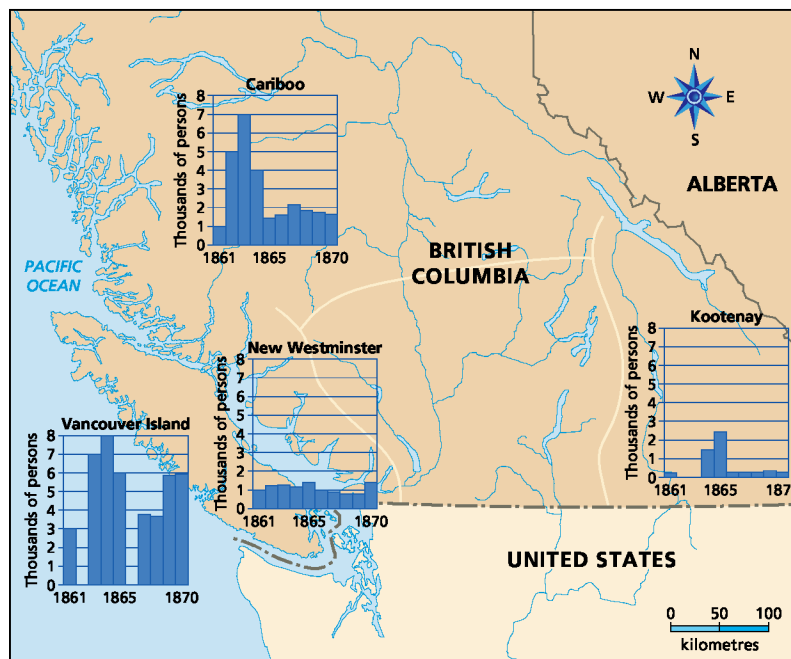 Cariboo
Thousands of persons
8
7
6
5
4
3
2
1
0
1861 1865 1870
N
W E
S
ALBERTA
BRITISH
COLUMBIA
PACIFIC
OCEAN
Kootenay
Thousands of persons
8
7
6
5
4
3
2
1
0
1861 1865 1870
New Westminster
Thousands of persons
8
7
6
5
4
3
2
1
0
1861 1865 1870
Vancouver Island
Thousands of persons
8
7
6
5
4
3
2
1
0
1861 1865 1870
UNITED STATES
0 50 100
kilometres